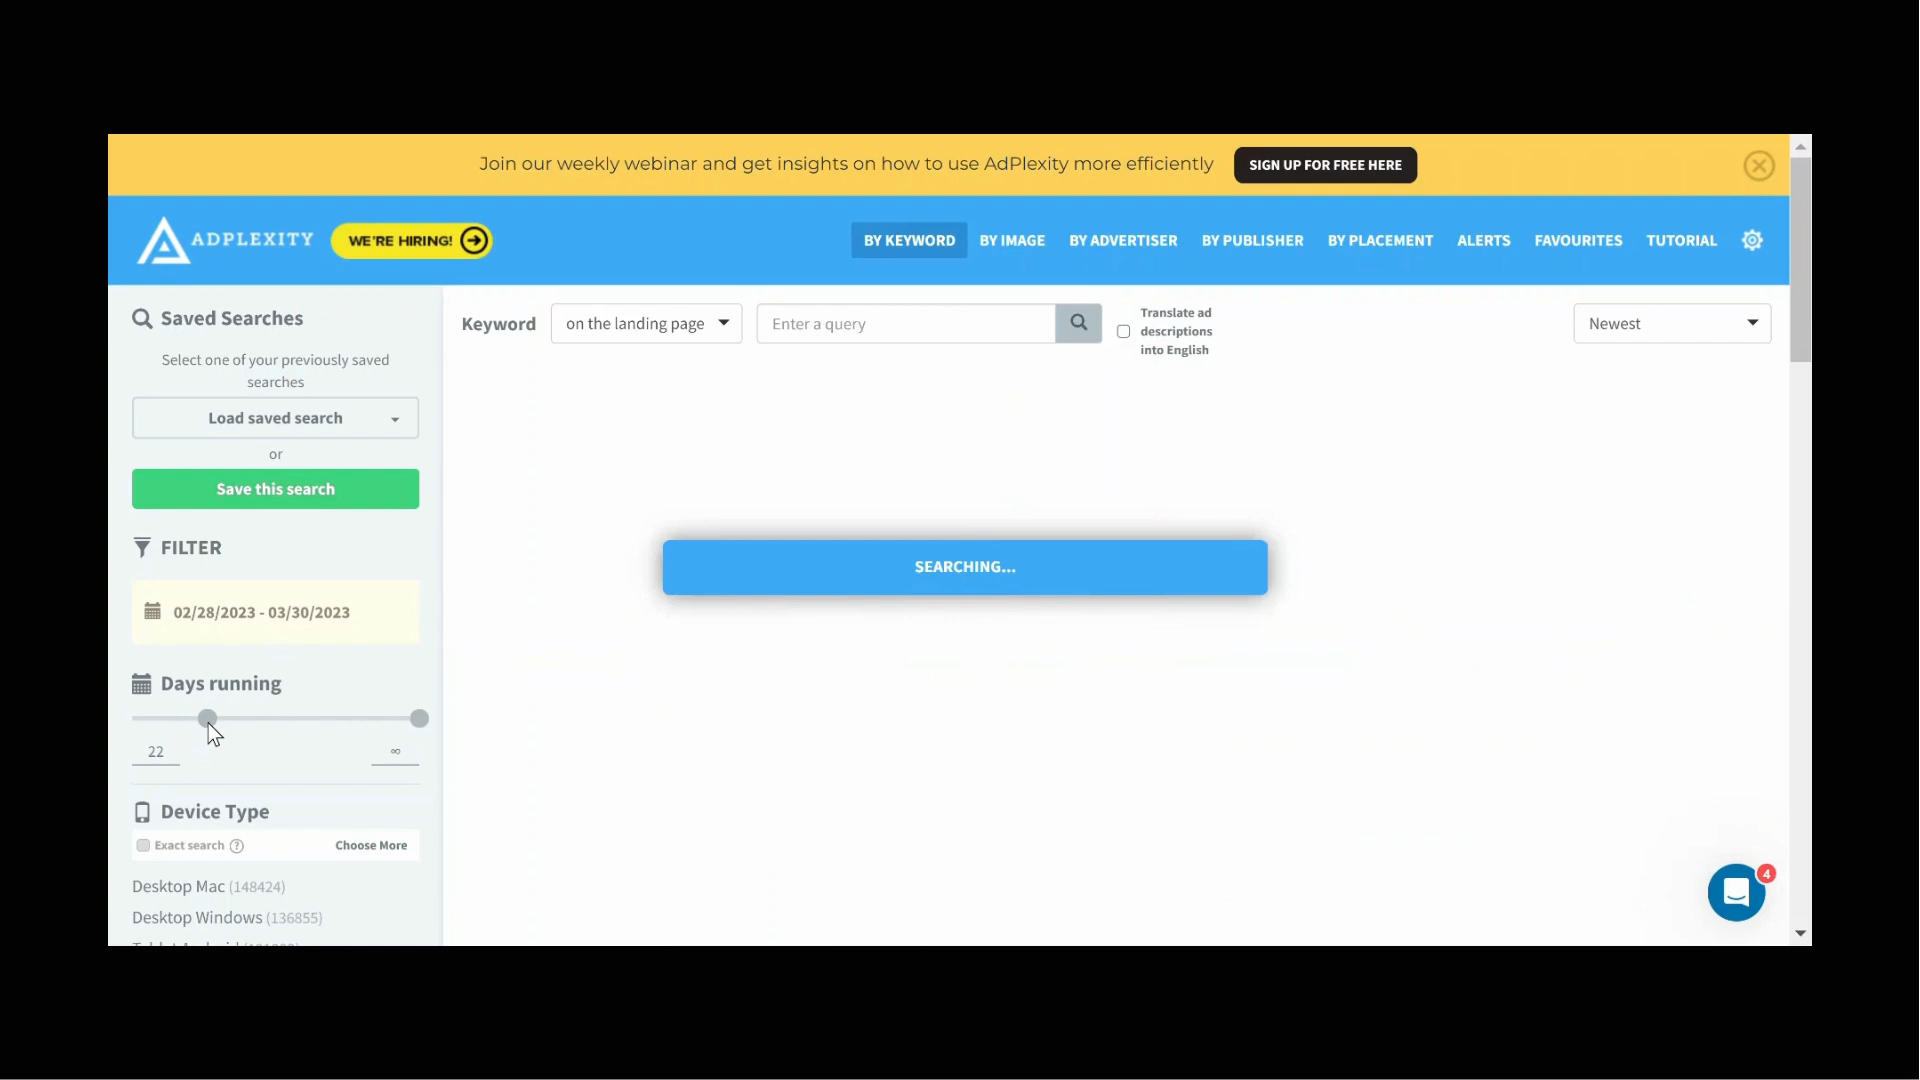 Join our weekly webinar and get insights on how to use AdPlexity more efficiently
SIGN UP FOR FREE HERE
ADPLEXITY
WE'RE HIRING!
BY KEYWORD
BY IMAGE
BY ADVERTISER
BY PUBLISHER
BY PLACEMENT
ALERTS
FAVOURITES
TUTORIAL
Saved Searches
Select one of your previously saved
searches
Load saved search
or
Save this search
Keyword
on the landing page
Enter a query
Translate ad
descriptions
into English
Newest
SEARCHING...
FILTER
02/28/2023 - 03/30/2023
Days running
22
∞
Device Type
Exact search ?
Choose More
Desktop Mac (148424)
Desktop Windows (136855)
4